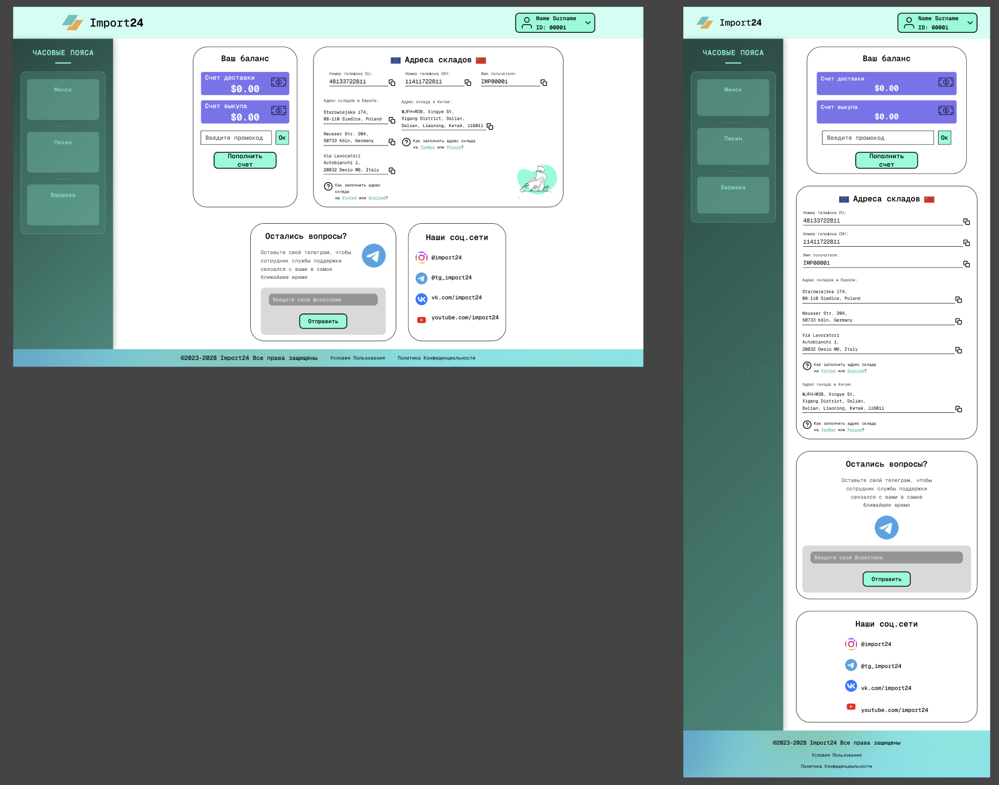 Import24
Name Surname
ID: 00001
ЧАСОВЫЕ ПОЯСА
Минск
Пекин
Варшава
Ваш баланс
Счет доставки
$0.00
Счет выкупа
$0.00
Введите промокод
Ок
Пополнить
счет
Адреса складов
Номер телефона EU:
48133722811
Номер телефона CNY:
11411722811
Имя получателя:
IMP00001
Адрес складов в Европе:
Starowiejska 174,
08-110 Siedlce, Poland
Neusser Str. 204,
50733 Köln, Germany
Via Lavoratori
Autobianchi 1,
20832 Desio MB, Italy
Как заполнить адрес
склада
на Vinted или Grailed?
Адрес склада в Китае:
WJFH+M38, Xingye St,
Xigang District, Dalian,
Dalian, Liaoning, Китай, 116011
Как заполнить адрес склада
на TaoBao или Poizon?
Остались вопросы?
Оставьте свой телеграм, чтобы
сотрудник службы поддержки
связался с вами в самое
ближайшее время
Введите свой @username
Отправить
Наши соц.сети
@import24
@tg_import24
vk.com/import24
youtube.com/import24
©2023-2028 Import24 Все права защищены
Условия Пользования
Политика Конфиденциальности
Import24
Name Surname
ID: 00001
ЧАСОВЫЕ ПОЯСА
Минск
Пекин
Варшава
Ваш баланс
Счет доставки
$0.00
Счет выкупа
$0.00
Введите промокод
Ок
Пополнить
счет
Адреса складов
Номер телефона EU:
48133722811
Номер телефона CNY:
11411722811
Имя получателя:
IMP00001
Адрес складов в Европе:
Starowiejska 174,
08-110 Siedlce, Poland
Neusser Str. 204,
50733 Köln, Germany
Via Lavoratori
Autobianchi 1,
20832 Desio MB, Italy
Как заполнить адрес склада
на Vinted или Grailed?
Адрес склада в Китае:
WJFH+M38, Xingye St,
Xigang District, Dalian,
Dalian, Liaoning, Китай, 116011
Как заполнить адрес склада
на TaoBao или Poizon?
Остались вопросы?
Оставьте свой телеграм, чтобы
сотрудник службы поддержки
связался с вами в самое
ближайшее время
Введите свой @username
Отправить
Наши соц.сети
@import24
@tg_import24
vk.com/import24
youtube.com/import24
©2023-2028 Import24 Все права защищены
Условия Пользования
Политика Конфиденциальности